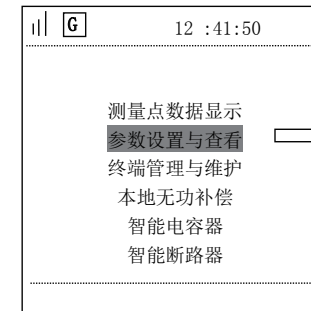 G 12 :41:50
测量点数据显示
参数设置与查看
终端管理与维护
本地无功补偿
智能电容器
智能断路器